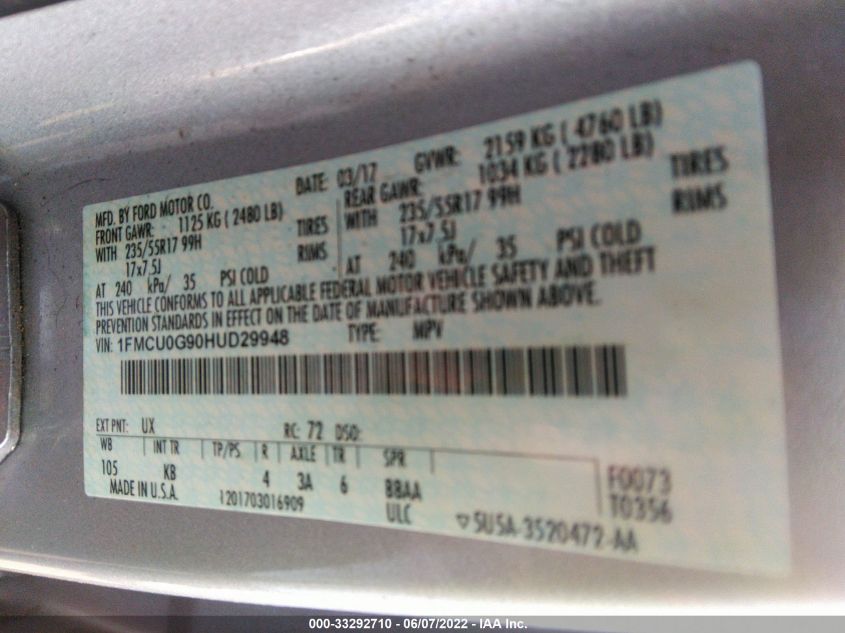 MFD. BY FORD MOTOR CO. DATE: 03/17 GVWR: 2159 KG ( 4760 LB)
FRONT GAWR: 1125 KG ( 2480 LB) REAR GAWR: 1034 KG ( 2280 LB)
WITH 235/55R17 99H TIRES WITH 235/55R17 99H TIRES
17x7.5J RIMS 17x7.5J RIMS
AT 240 kPa/ 35 PSI COLD AT 240 kPa/ 35 PSI COLD
THIS VEHICLE CONFORMS TO ALL APPLICABLE FEDERAL MOTOR VEHICLE SAFETY AND THEFT
PREVENTION STANDARDS IN EFFECT ON THE DATE OF MANUFACTURE SHOWN ABOVE.
VIN: 1FMCU0G90HUD29948 TYPE: MPV
EXT PNT: UX RC: 72 DSO:
WB INT TR TP/PS R AXLE TR SPR
105 KB 4 3A 6 BBAA F0073
MADE IN U.S.A. 1201703016909 ULC T0356
▽5U5A-3520472-AA
000-33292710 - 06/07/2022 - IAA Inc.